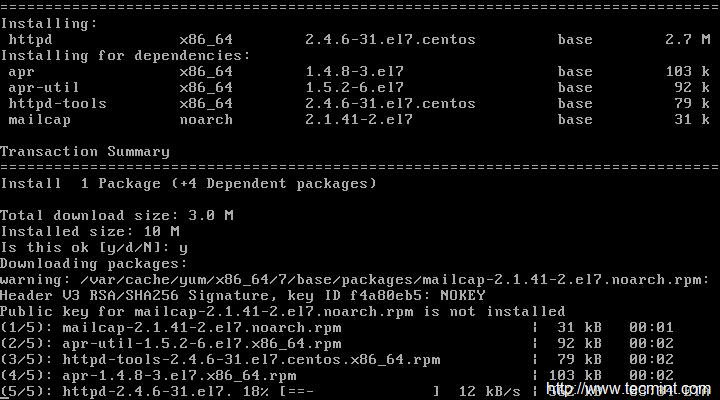 ================================================================================
Installing:
 httpd             x86_64         2.4.6-31.el7.centos            base         2.7 M
Installing for dependencies:
 apr               x86_64         1.4.8-3.el7                    base         103 k
 apr-util          x86_64         1.5.2-6.el7                    base          92 k
 httpd-tools       x86_64         2.4.6-31.el7.centos            base          79 k
 mailcap           noarch         2.1.41-2.el7                   base          31 k
Transaction Summary
================================================================================
Install  1 Package (+4 Dependent packages)
Total download size: 3.0 M
Installed size: 10 M
Is this ok [y/d/N]: y
Downloading packages:
warning: /var/cache/yum/x86_64/7/base/packages/mailcap-2.1.41-2.el7.noarch.rpm:
Header V3 RSA/SHA256 Signature, key ID f4a80eb5: NOKEY
Public key for mailcap-2.1.41-2.el7.noarch.rpm is not installed
(1/5): mailcap-2.1.41-2.el7.noarch.rpm                     |  31 kB   00:01
(2/5): apr-util-1.5.2-6.el7.x86_64.rpm                     |  92 kB   00:02
(3/5): httpd-tools-2.4.6-31.el7.centos.x86_64.rpm          |  79 kB   00:02
(4/5): apr-1.4.8-3.el7.x86_64.rpm                          | 103 kB   00:02
(5/5): httpd-2.4.6-31.el7. 18% [==-             ]  12 kB/s |
http://www.tecmint.com